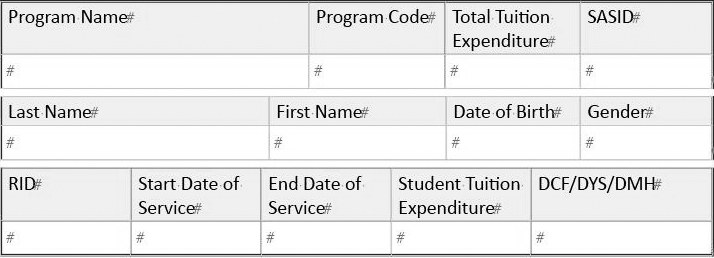 Program Name# Program Code# Total Tuition Expenditure# SASID#
# # # #
Last Name# First Name# Date of Birth# Gender#
# # # #
RID# Start Date of Service# End Date of Service# Student Tuition Expenditure# DCF/DYS/DMH#
# # # # #